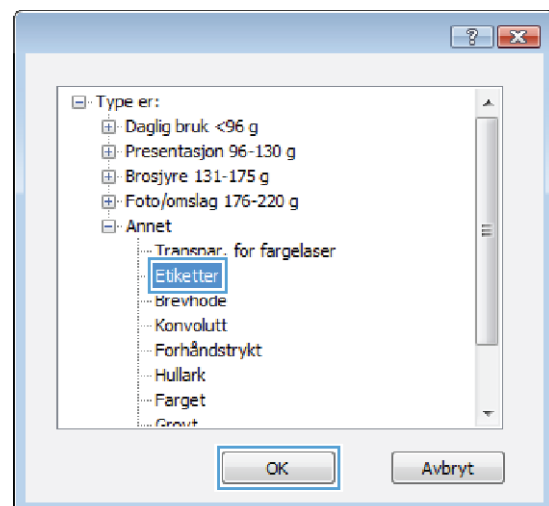 Type er:
Daglig bruk <96 g
Presentasjon 96-130 g
Brosjyre 131-175 g
Foto/omslag 176-220 g
Annet
Transpar. for fargelaser
Etiketter
Brevhode
Konvolutt
Forhåndstrykt
Hullark
Farget
Grovt
OK Avbryt